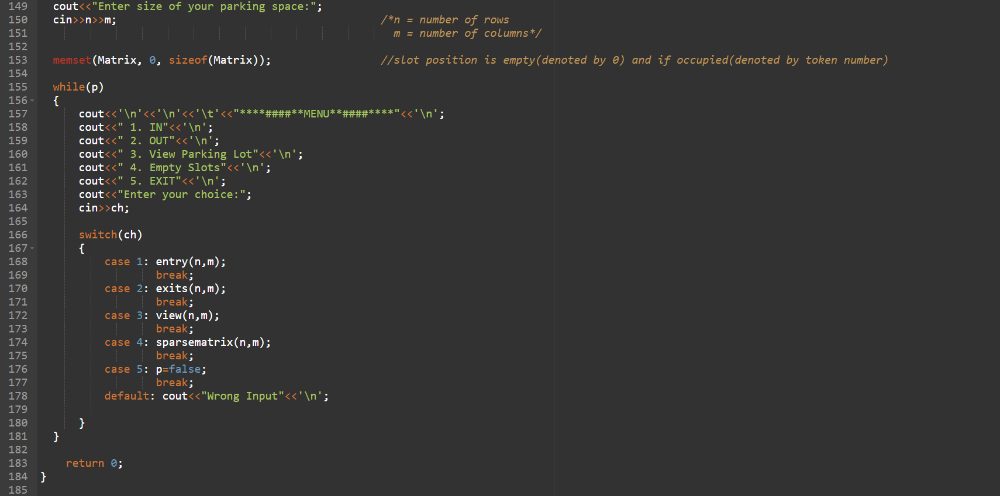 149 cout<<"Enter size of your parking space:";
150 cin>>n>>m; /*n = number of rows
151 m = number of columns*/
152
153 memset(Matrix, 0, sizeof(Matrix)); //slot position is empty(denoted by 0) and if occupied(denoted by token number)
154
155 while(p)
156 {
157 cout<<'\n'<<'\n'<<'\t'<<"****####**MENU**####****"<<'\n';
158 cout<<" 1. IN"<<'\n';
159 cout<<" 2. OUT"<<'\n';
160 cout<<" 3. View Parking Lot"<<'\n';
161 cout<<" 4. Empty Slots"<<'\n';
162 cout<<" 5. EXIT"<<'\n';
163 cout<<"Enter your choice:";
164 cin>>ch;
165
166 switch(ch)
167 {
168 case 1: entry(n,m);
169 break;
170 case 2: exits(n,m);
171 break;
172 case 3: view(n,m);
173 break;
174 case 4: sparsematrix(n,m);
175 break;
176 case 5: p=false;
177 break;
178 default: cout<<"Wrong Input"<<'\n';
179
180 }
181 }
182
183 return 0;
184 }
185